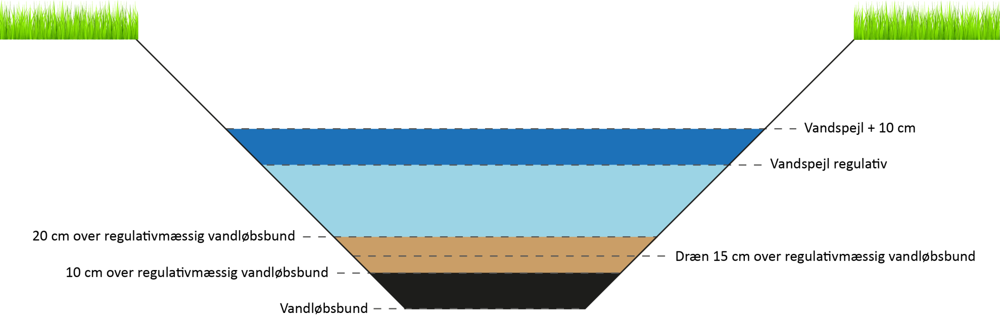 Vandspejl + 10 cm
Vandspejl regulativ
20 cm over regulativmæssig vandløbsbund
Dræn 15 cm over regulativmæssig vandløbsbund
10 cm over regulativmæssig vandløbsbund
Vandløbsbund